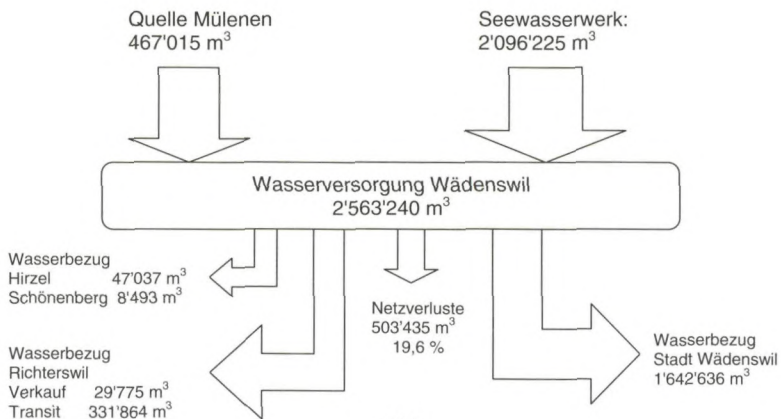 Quelle Mülenen
467'015 m³
Seewasserwerk:
2'096'225 m³
Wasserversorgung Wädenswil
2'563'240 m³
Wasserbezug
Hirzel 47'037 m³
Schönenberg 8'493 m³
Netzverluste
503'435 m³
19,6 %
Wasserbezug
Richterswil
Verkauf 29'775 m³
Transit 331'864 m³
Wasserbezug
Stadt Wädenswil
1'642'636 m³